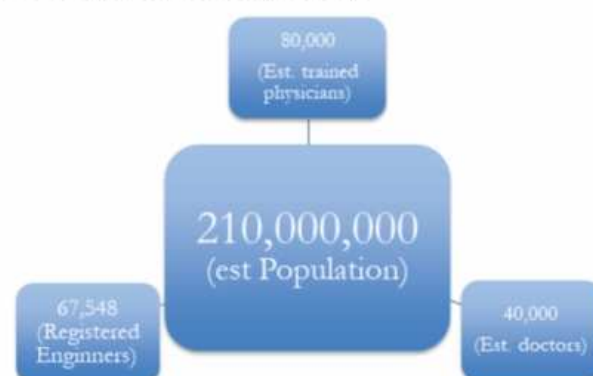 80,000
(Est. trained
physicians)
210,000,000
(est Population)
67,548
(Registered
Enginners)
40,000
(Est. doctors)